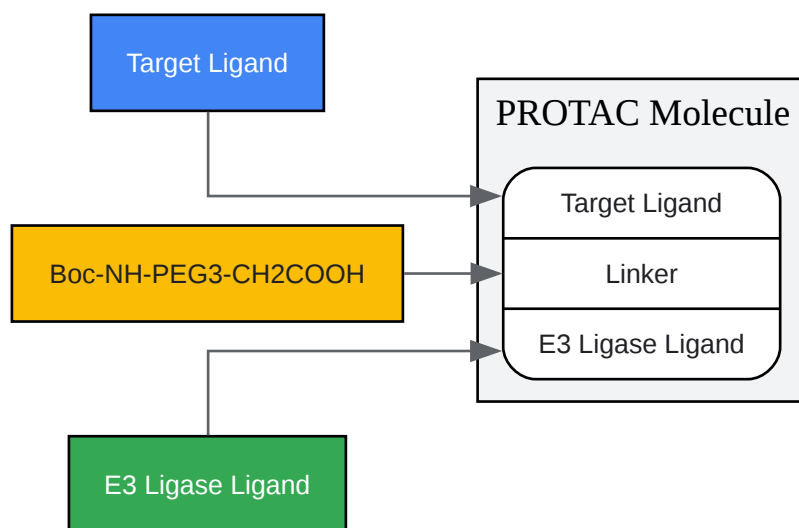 Target Ligand
PROTAC Molecule
Target Ligand
Boc-NH-PEG3-CH2COOH
Linker
E3 Ligase Ligand
E3 Ligase Ligand